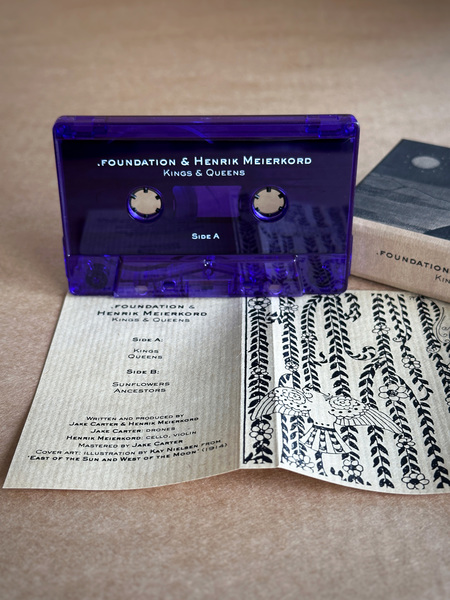 .foundation & Henrik Meierkord
Kings & Queens
Side A
.foundation
Kin
.foundation &
Henrik Meierkord
Kings & Queens
Side A:
Kings
Queens
Side B:
Sunflowers
Ancestors
Written and produced by
Jake Carter & Henrik Meierkord
Jake Carter: drones
Henrik Meierkord: cello, violin
Mastered by Jake Carter
Cover art: illustration by Kay Nielsen from
"East of the Sun and West of the Moon" (1914)